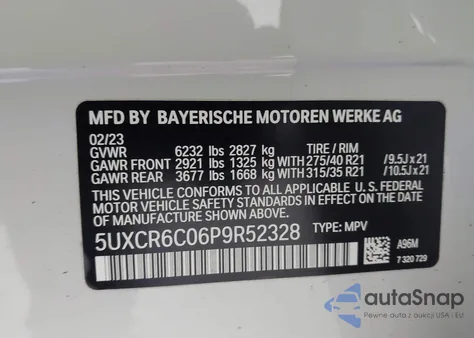 MFD BY BAYERISCHE MOTOREN WERKE AG
02/23
GVWR 6232 lbs 2827 kg TIRE / RIM
GAWR FRONT 2921 lbs 1325 kg WITH 275/40 R21 /9.5J x 21
GAWR REAR 3677 lbs 1668 kg WITH 315/35 R21 /10.5J x 21
THIS VEHICLE CONFORMS TO ALL APPLICABLE U.S. FEDERAL
MOTOR VEHICLE SAFETY STANDARDS IN EFFECT ON THE
DATE OF MANUFACTURE SHOWN ABOVE.
5UXCR6C06P9R52328 TYPE: MPV
A96M
7 320 729
autoSnap
Pewne auta z aukcji USA i EU